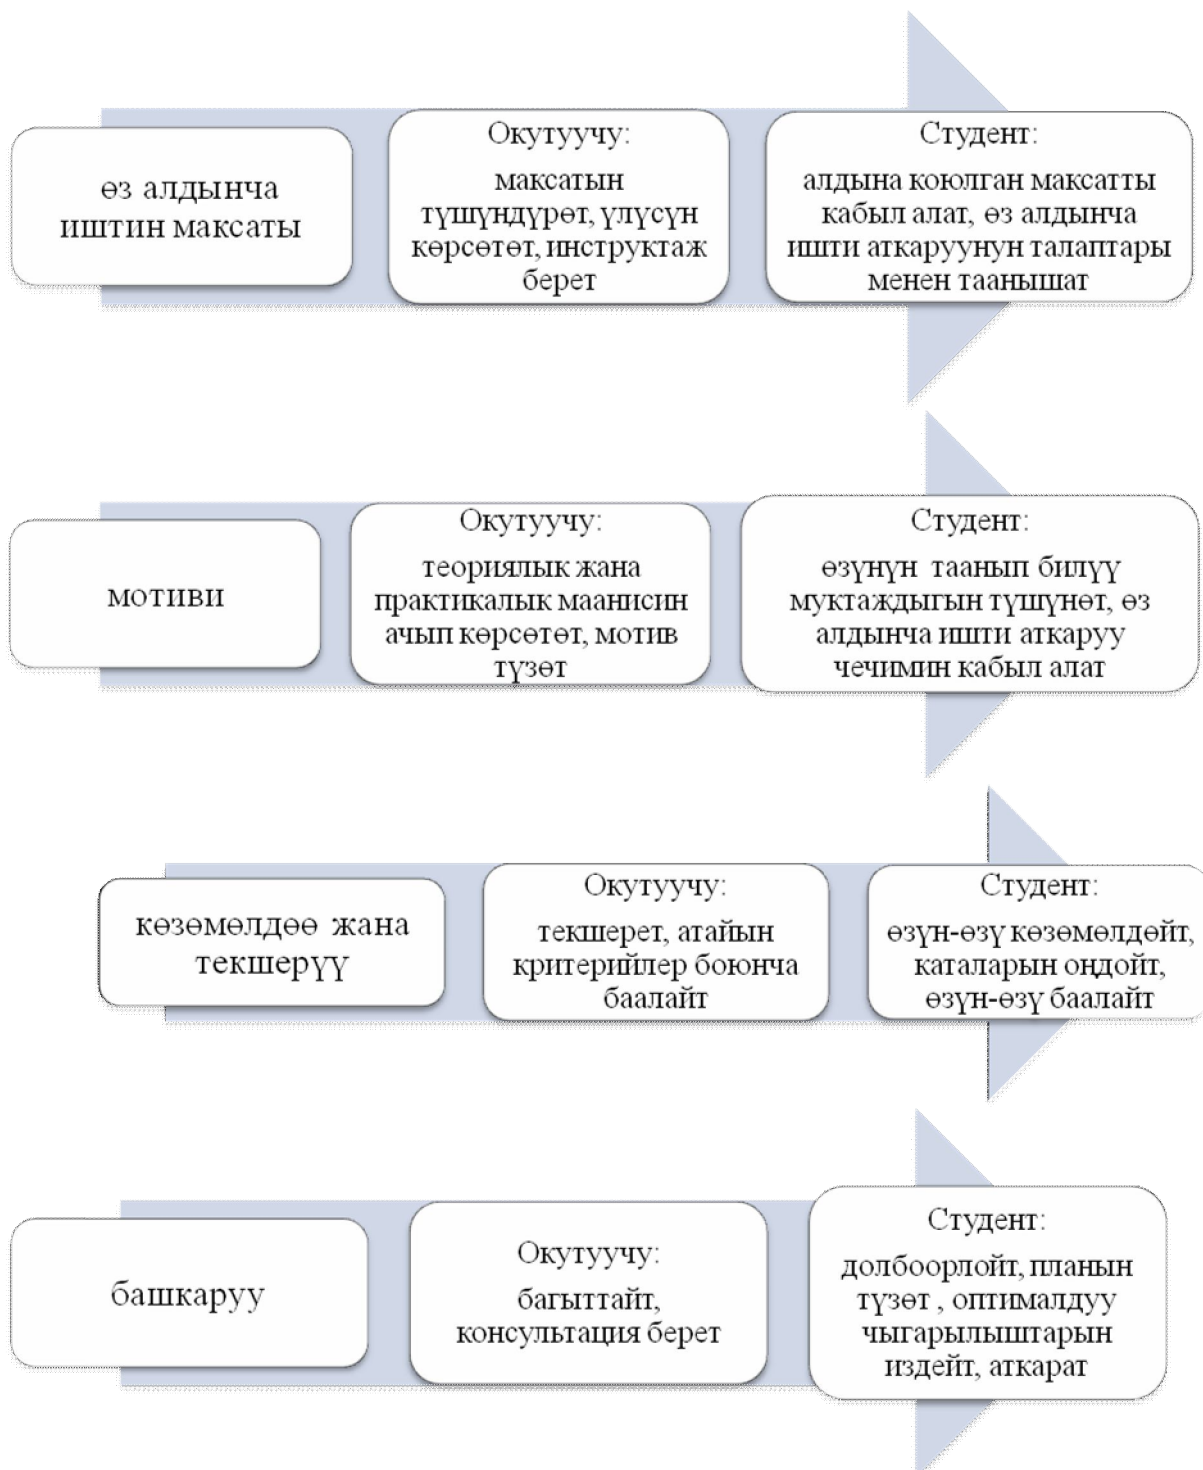 өз алдынча
иштин максаты
Окутуучу:
максатын
түшүндүрөт, үлүсүн
көрсөтөт, инструктаж
берет
Студент:
алдына коюлган максатты
кабыл алат, өз алдынча
ишти аткаруунун талаптары
менен таанышат
мотиви
Окутуучу:
теориялык жана
практикалык маанисин
ачып көрсөтөт, мотив
түзөт
Студент:
өзүнүн таанып билүү
муктаждыгын түшүнөт, өз
алдынча ишти аткаруу
чечимин кабыл алат
көзөмөлдөө жана
текшерүү
Окутуучу:
текшерет, атайын
критерийлер боюнча
баалайт
Студент:
өзүн-өзү көзөмөлдөйт,
каталарын оңдойт,
өзүн-өзү баалайт
башкаруу
Окутуучу:
багыттайт,
консультация берет
Студент:
долбоорлойт, планын
түзөт , оптималдуу
чыгарылыштарын
издейт, аткарат